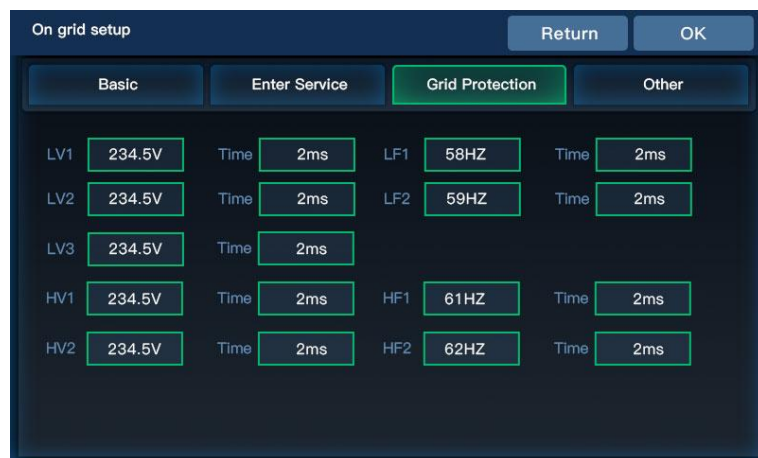 On grid setup Return OK
Basic Enter Service Grid Protection Other
LV1 234.5V Time 2ms LF1 58HZ Time 2ms
LV2 234.5V Time 2ms LF2 59HZ Time 2ms
LV3 234.5V Time 2ms
HV1 234.5V Time 2ms HF1 61HZ Time 2ms
HV2 234.5V Time 2ms HF2 62HZ Time 2ms